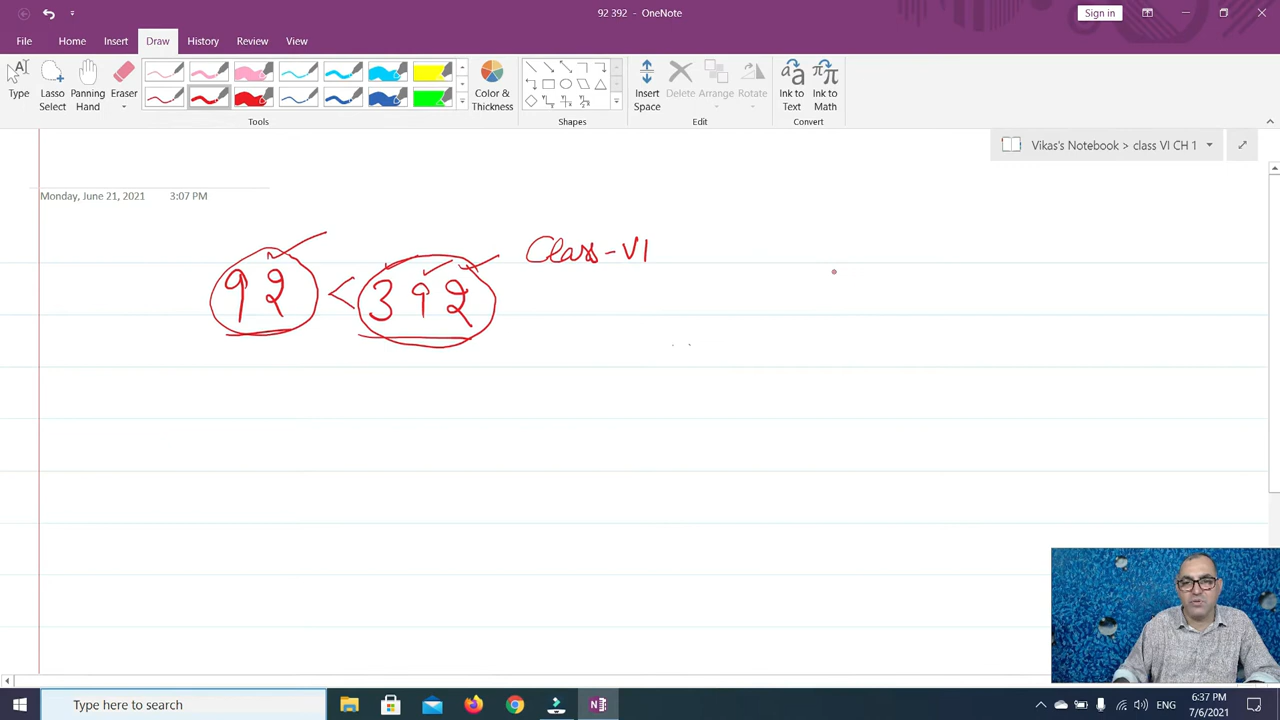 92 392 - OneNote
Sign in
File Home Insert Draw History Review View
Type
Lasso Select
Panning Hand
Eraser
Color & Thickness
Insert Space
Delete Arrange Rotate
Ink to Text
Ink to Math
Tools Shapes Edit Convert
Vikas's Notebook > class VI CH 1
Monday, June 21, 2021 3:07 PM
Class-VI
92 < 392
Type here to search
ENG
6:37 PM
7/6/2021